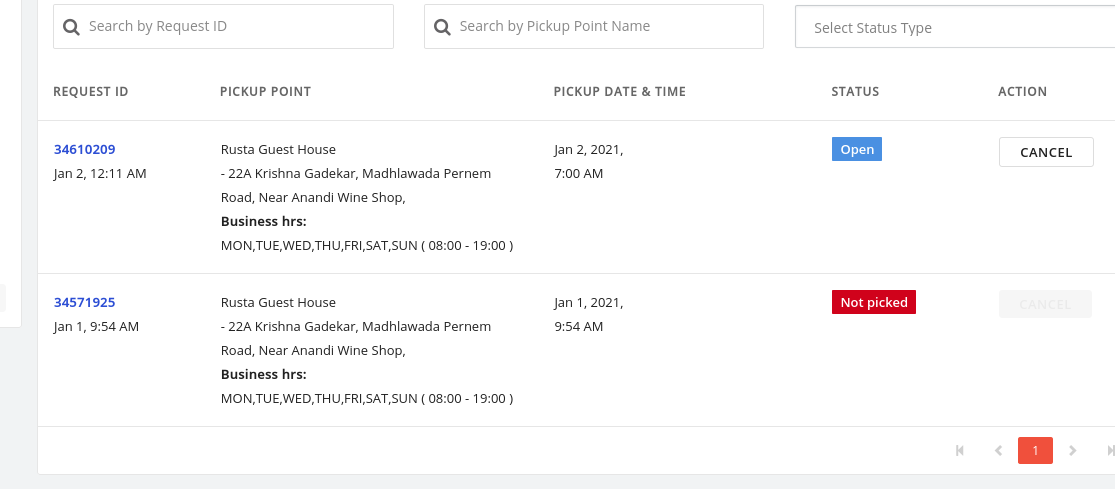 Search by Request ID
Search by Pickup Point Name
Select Status Type
REQUEST ID PICKUP POINT PICKUP DATE & TIME STATUS ACTION
34610209 Rusta Guest House Jan 2, 2021, Open CANCEL
Jan 2, 12:11 AM - 22A Krishna Gadekar, Madhlawada Pernem 7:00 AM
Road, Near Anandi Wine Shop,
Business hrs:
MON,TUE,WED,THU,FRI,SAT,SUN ( 08:00 - 19:00 )
34571925 Rusta Guest House Jan 1, 2021, Not picked CANCEL
Jan 1, 9:54 AM - 22A Krishna Gadekar, Madhlawada Pernem 9:54 AM
Road, Near Anandi Wine Shop,
Business hrs:
MON,TUE,WED,THU,FRI,SAT,SUN ( 08:00 - 19:00 )
1